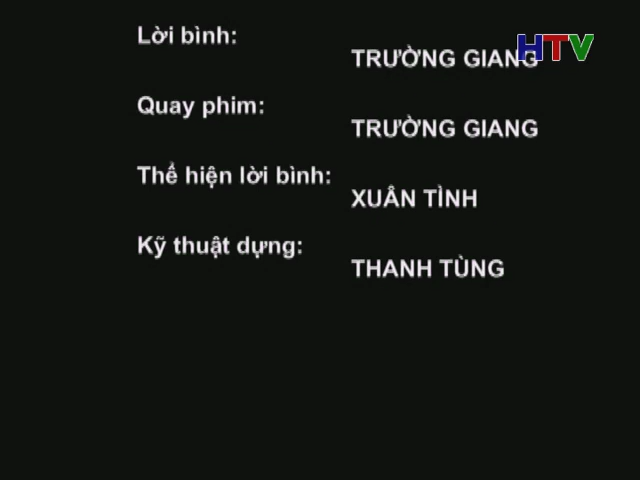 Lời bình:
HTV
TRƯỜNG GIANG
Quay phim:
TRƯỜNG GIANG
Thể hiện lời bình:
XUÂN TÌNH
Kỹ thuật dựng:
THANH TÙNG